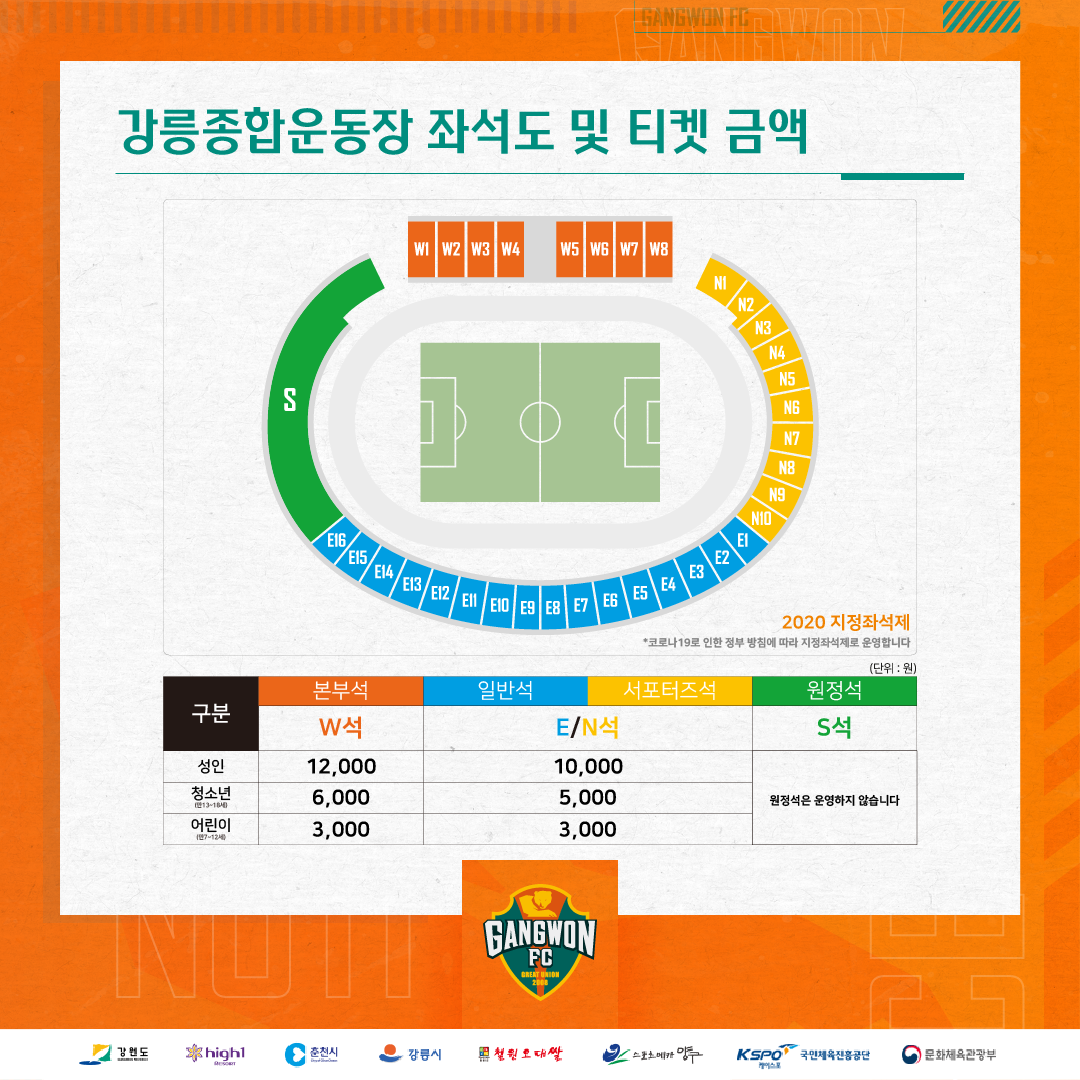 GANGWON FC
GANGWON
강릉종합운동장 좌석도 및 티켓 금액
W1 W2 W3 W4 W5 W6 W7 W8
S
N1
N2
N3
N4
N5
N6
N7
N8
N9
N10
E16 E15 E14 E13 E12 E11 E10 E9 E8 E7 E6 E5 E4 E3 E2 E1
2020 지정좌석제
*코로나19로 인한 정부 방침에 따라 지정좌석제로 운영합니다
(단위 : 원)
구분 본부석 일반석 서포터즈석 원정석
W석 E/N석 S석
성인 12,000 10,000
청소년 6,000 5,000
(만13~18세)
원정석은 운영하지 않습니다
어린이 3,000 3,000
(만7~12세)
GANGWON
FC
GREAT UNION
2008
강원도 high1 RESORT 춘천시 강릉시 철원오대쌀 스포츠메카 양구 KSPO 케이스포 국민체육진흥공단 문화체육관광부